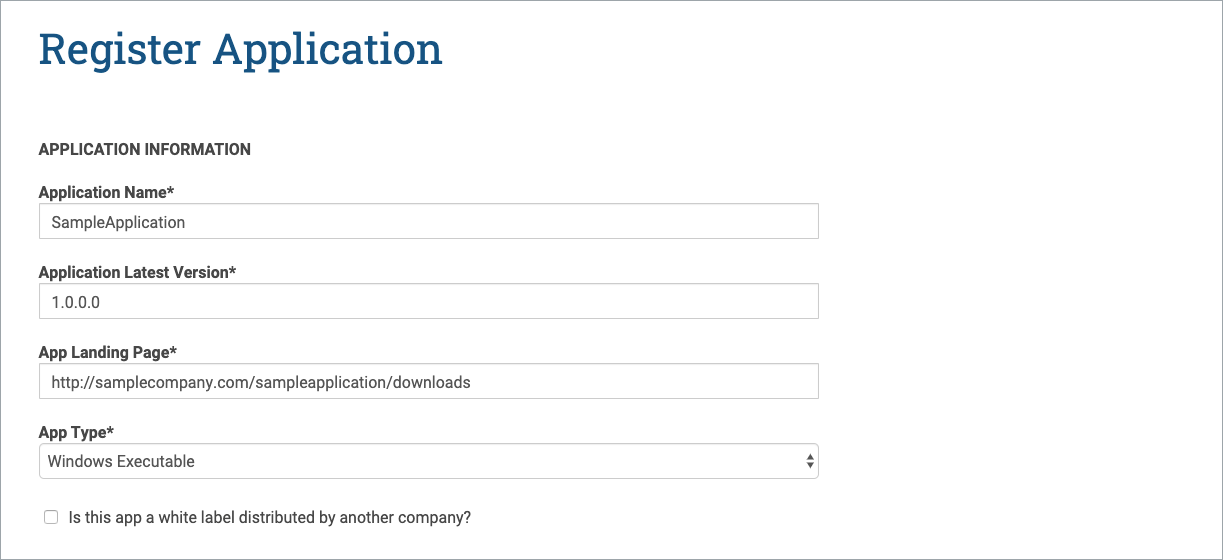 Register Application
APPLICATION INFORMATION
Application Name*
SampleApplication
Application Latest Version*
1.0.0.0
App Landing Page*
http://samplecompany.com/sampleapplication/downloads
App Type*
Windows Executable
Is this app a white label distributed by another company?